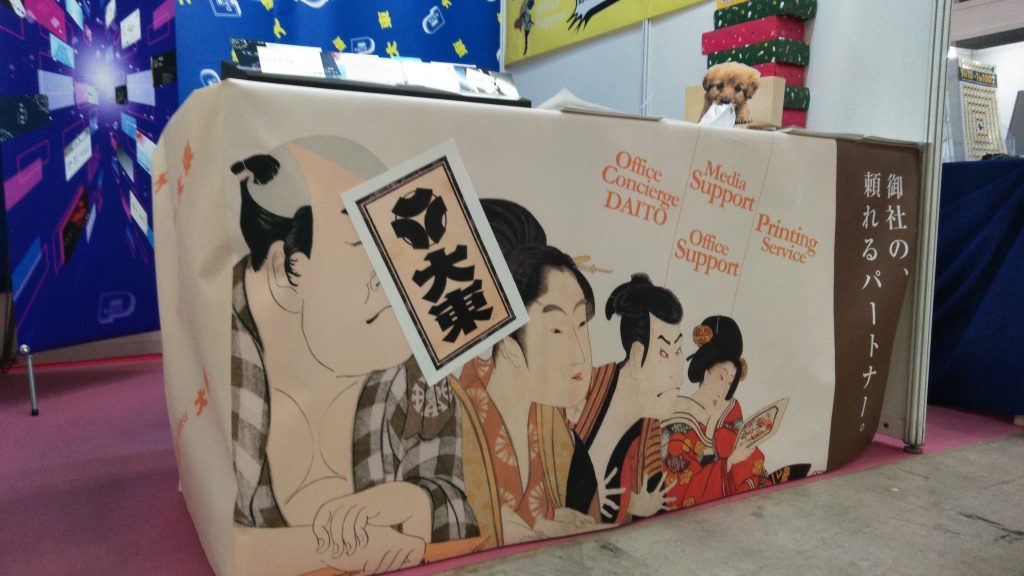 大東
Office
Concierge
DAITO
Media
Support
Office
Support
Printing
Service
御社の、
頼れるパートナー。